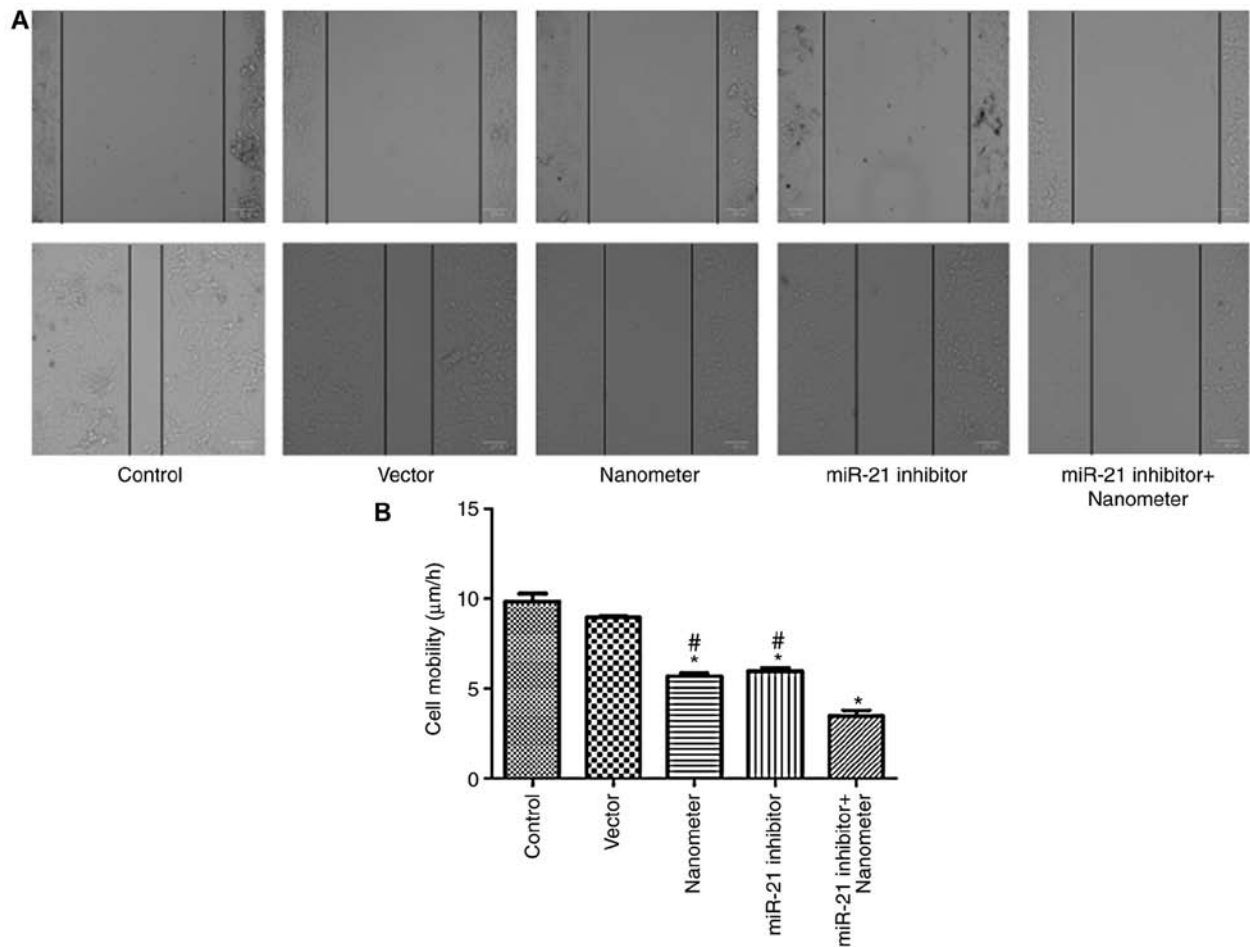 A
Control
Vector
Nanometer
miR-21 inhibitor
miR-21 inhibitor+
Nanometer
B
15
10
5
0
Cell mobility (µm/h)
#
*
#
*
*
Control
Vector
Nanometer
miR-21 inhibitor
miR-21 inhibitor+
Nanometer